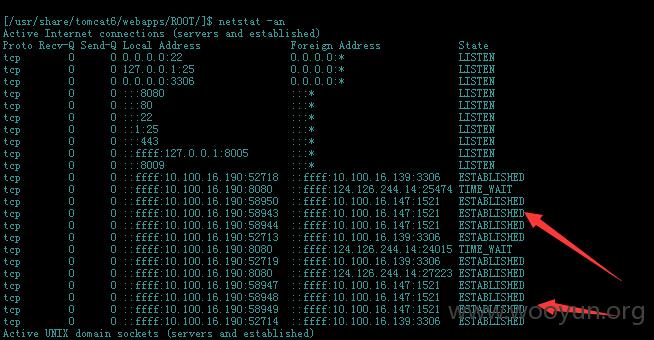 [/usr/share/tomcat6/webapps/ROOT/]$ netstat -an
Active Internet connections (servers and established)
Proto Recv-Q Send-Q Local Address Foreign Address State
tcp 0 0 0.0.0.0:22 0.0.0.0:* LISTEN
tcp 0 0 127.0.0.1:25 0.0.0.0:* LISTEN
tcp 0 0 0.0.0.0:3306 0.0.0.0:* LISTEN
tcp 0 0 :::8080 :::* LISTEN
tcp 0 0 :::80 :::* LISTEN
tcp 0 0 :::22 :::* LISTEN
tcp 0 0 ::1:25 :::* LISTEN
tcp 0 0 :::443 :::* LISTEN
tcp 0 0 ::ffff:127.0.0.1:8005 :::* LISTEN
tcp 0 0 :::8009 :::* LISTEN
tcp 0 0 ::ffff:10.100.16.190:52718 ::ffff:10.100.16.139:3306 ESTABLISHED
tcp 0 0 ::ffff:10.100.16.190:8080 ::ffff:124.126.244.14:25474 TIME_WAIT
tcp 0 0 ::ffff:10.100.16.190:58950 ::ffff:10.100.16.147:1521 ESTABLISHED
tcp 0 0 ::ffff:10.100.16.190:58943 ::ffff:10.100.16.147:1521 ESTABLISHED
tcp 0 0 ::ffff:10.100.16.190:58944 ::ffff:10.100.16.147:1521 ESTABLISHED
tcp 0 0 ::ffff:10.100.16.190:52713 ::ffff:10.100.16.139:3306 ESTABLISHED
tcp 0 0 ::ffff:10.100.16.190:8080 ::ffff:124.126.244.14:24015 TIME_WAIT
tcp 0 0 ::ffff:10.100.16.190:52719 ::ffff:10.100.16.139:3306 ESTABLISHED
tcp 0 0 ::ffff:10.100.16.190:8080 ::ffff:124.126.244.14:27223 ESTABLISHED
tcp 0 0 ::ffff:10.100.16.190:58947 ::ffff:10.100.16.147:1521 ESTABLISHED
tcp 0 0 ::ffff:10.100.16.190:58948 ::ffff:10.100.16.147:1521 ESTABLISHED
tcp 0 0 ::ffff:10.100.16.190:58949 ::ffff:10.100.16.147:1521 ESTABLISHED
tcp 0 0 ::ffff:10.100.16.190:52714 ::ffff:10.100.16.139:3306 ESTABLISHED
Active UNIX domain sockets (servers and established)
www.wooyun.org